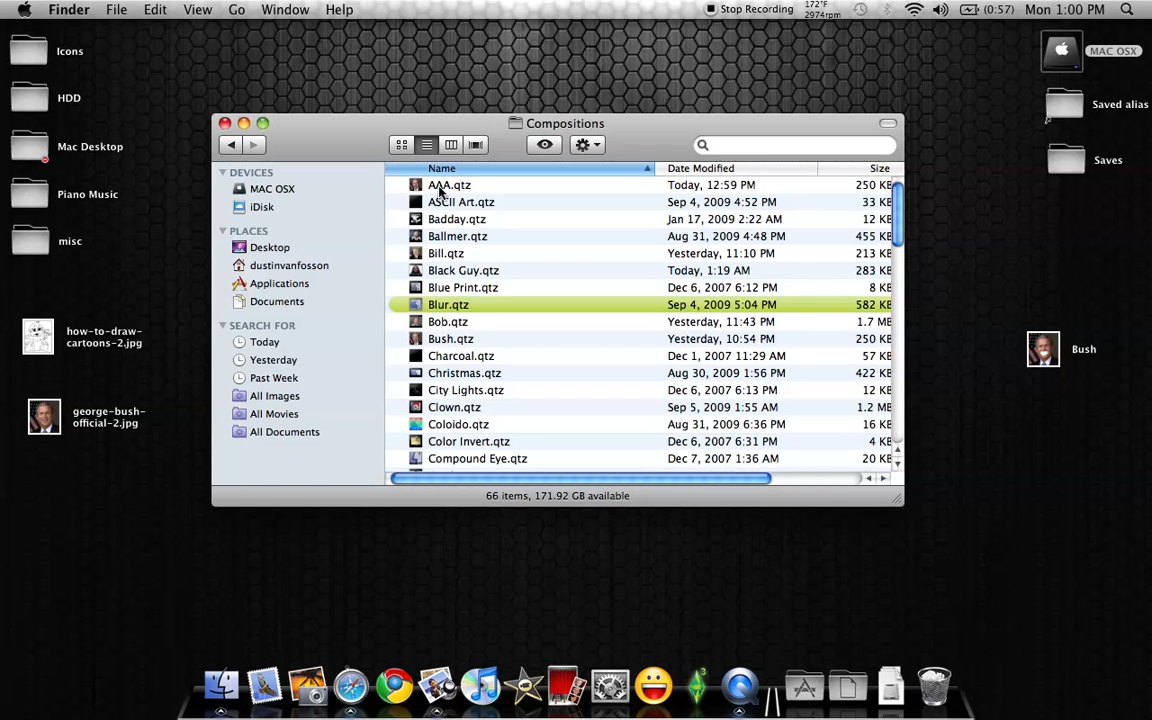 Finder File Edit View Go Window Help Stop Recording 172°F 2974rpm (0:57) Mon 1:00 PM
Icons
HDD
Mac Desktop
Piano Music
misc
how-to-draw-
cartoons-2.jpg
george-bush-
official-2.jpg
MAC OSX
Saved alias
Saves
Bush
Compositions
DEVICES
MAC OSX
iDisk
PLACES
Desktop
dustinvanfosson
Applications
Documents
SEARCH FOR
Today
Yesterday
Past Week
All Images
All Movies
All Documents
Name Date Modified Size
AAA.qtz Today, 12:59 PM 250 KB
ASCII Art.qtz Sep 4, 2009 4:52 PM 33 KB
Badday.qtz Jan 17, 2009 2:22 AM 12 KB
Ballmer.qtz Aug 31, 2009 4:48 PM 455 KB
Bill.qtz Yesterday, 11:10 PM 213 KB
Black Guy.qtz Today, 1:19 AM 283 KB
Blue Print.qtz Dec 6, 2007 6:12 PM 8 KB
Blur.qtz Sep 4, 2009 5:04 PM 582 KB
Bob.qtz Yesterday, 11:43 PM 1.7 MB
Bush.qtz Yesterday, 10:54 PM 250 KB
Charcoal.qtz Dec 1, 2007 11:29 AM 57 KB
Christmas.qtz Aug 30, 2009 1:56 PM 422 KB
City Lights.qtz Dec 6, 2007 6:13 PM 12 KB
Clown.qtz Sep 5, 2009 1:55 AM 1.2 MB
Coloido.qtz Aug 31, 2009 6:36 PM 16 KB
Color Invert.qtz Dec 6, 2007 6:31 PM 4 KB
Compound Eye.qtz Dec 7, 2007 1:36 AM 20 KB
66 items, 171.92 GB available
3